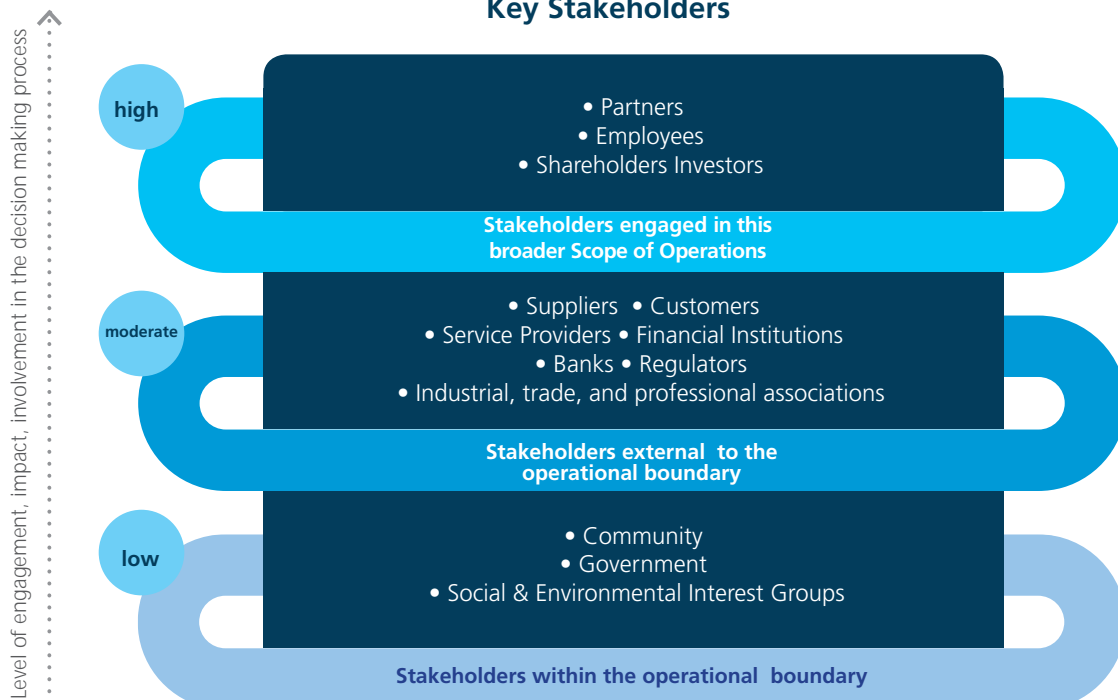 Key Stakeholders
Level of engagement, impact, involvement in the decision making process
high
• Partners
• Employees
• Shareholders Investors
Stakeholders engaged in this
broader Scope of Operations
moderate
• Suppliers • Customers
• Service Providers • Financial Institutions
• Banks • Regulators
• Industrial, trade, and professional associations
Stakeholders external to the
operational boundary
low
• Community
• Government
• Social & Environmental Interest Groups
Stakeholders within the operational boundary